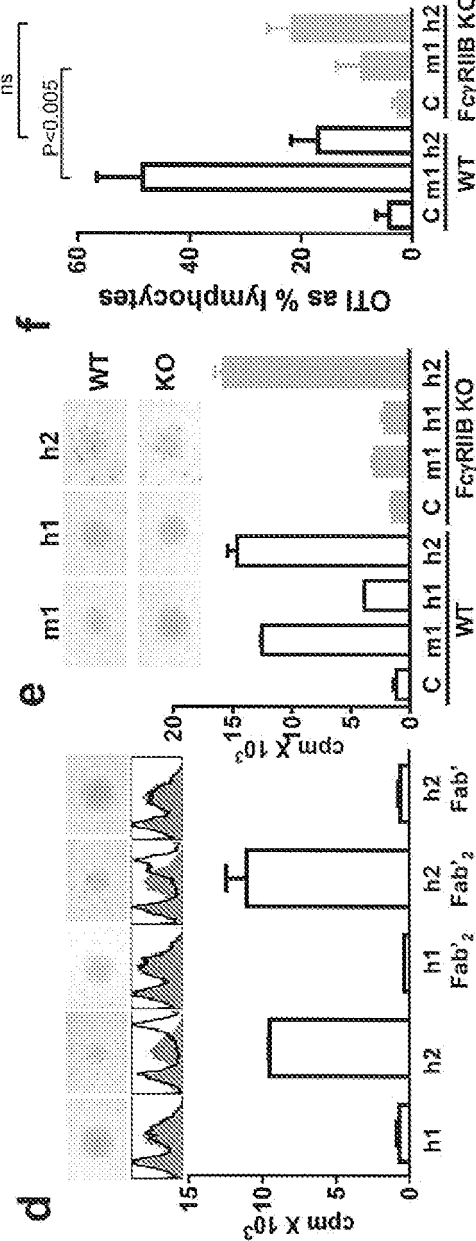 d
15
10
5
0
cpm X 10³
h1 h2 h1 h2 h2
Fab'₂ Fab'₂ Fab'
e
m1 h1 h2
WT
KO
20
15
10
5
0
cpm X 10³
C m1 h1 h2 C m1 h1 h2
WT FcγRIIB KO
f
ns
P<0.005
60
40
20
0
OTI as % lymphocytes
C m1 h2 C m1 h2
WT FcγRIIB KO